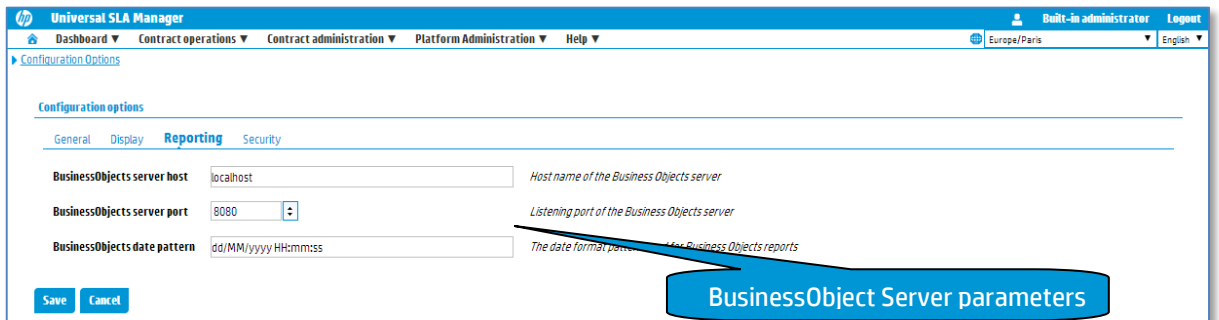 hp Universal SLA Manager Built-in administrator Logout
Dashboard ▼ Contract operations ▼ Contract administration ▼ Platform Administration ▼ Help ▼ Europe/Paris ▼ English ▼
Configuration Options
Configuration options
General Display Reporting Security
BusinessObjects server host localhost Host name of the Business Objects server
BusinessObjects server port 8080 Listening port of the Business Objects server
BusinessObjects date pattern dd/MM/yyyy HH:mm:ss The date format for Business Objects reports
Save Cancel
BusinessObject Server parameters